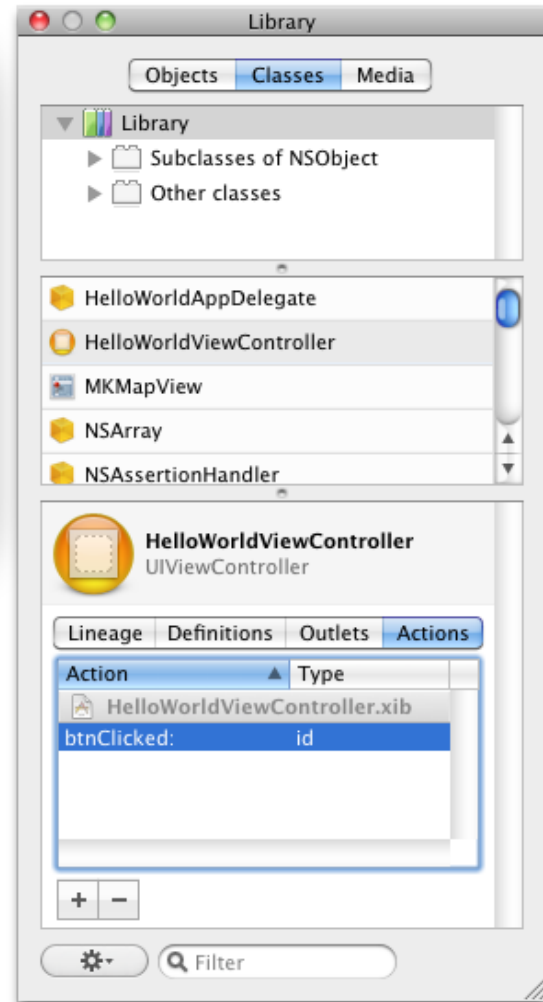 Library
Objects Classes Media
Library
Subclasses of NSObject
Other classes
HelloWorldAppDelegate
HelloWorldViewController
MKMapView
NSArray
NSAssertionHandler
HelloWorldViewController
UIViewController
Lineage Definitions Outlets Actions
Action Type
HelloWorldViewController.xib
btnClicked: id
+ −
Filter